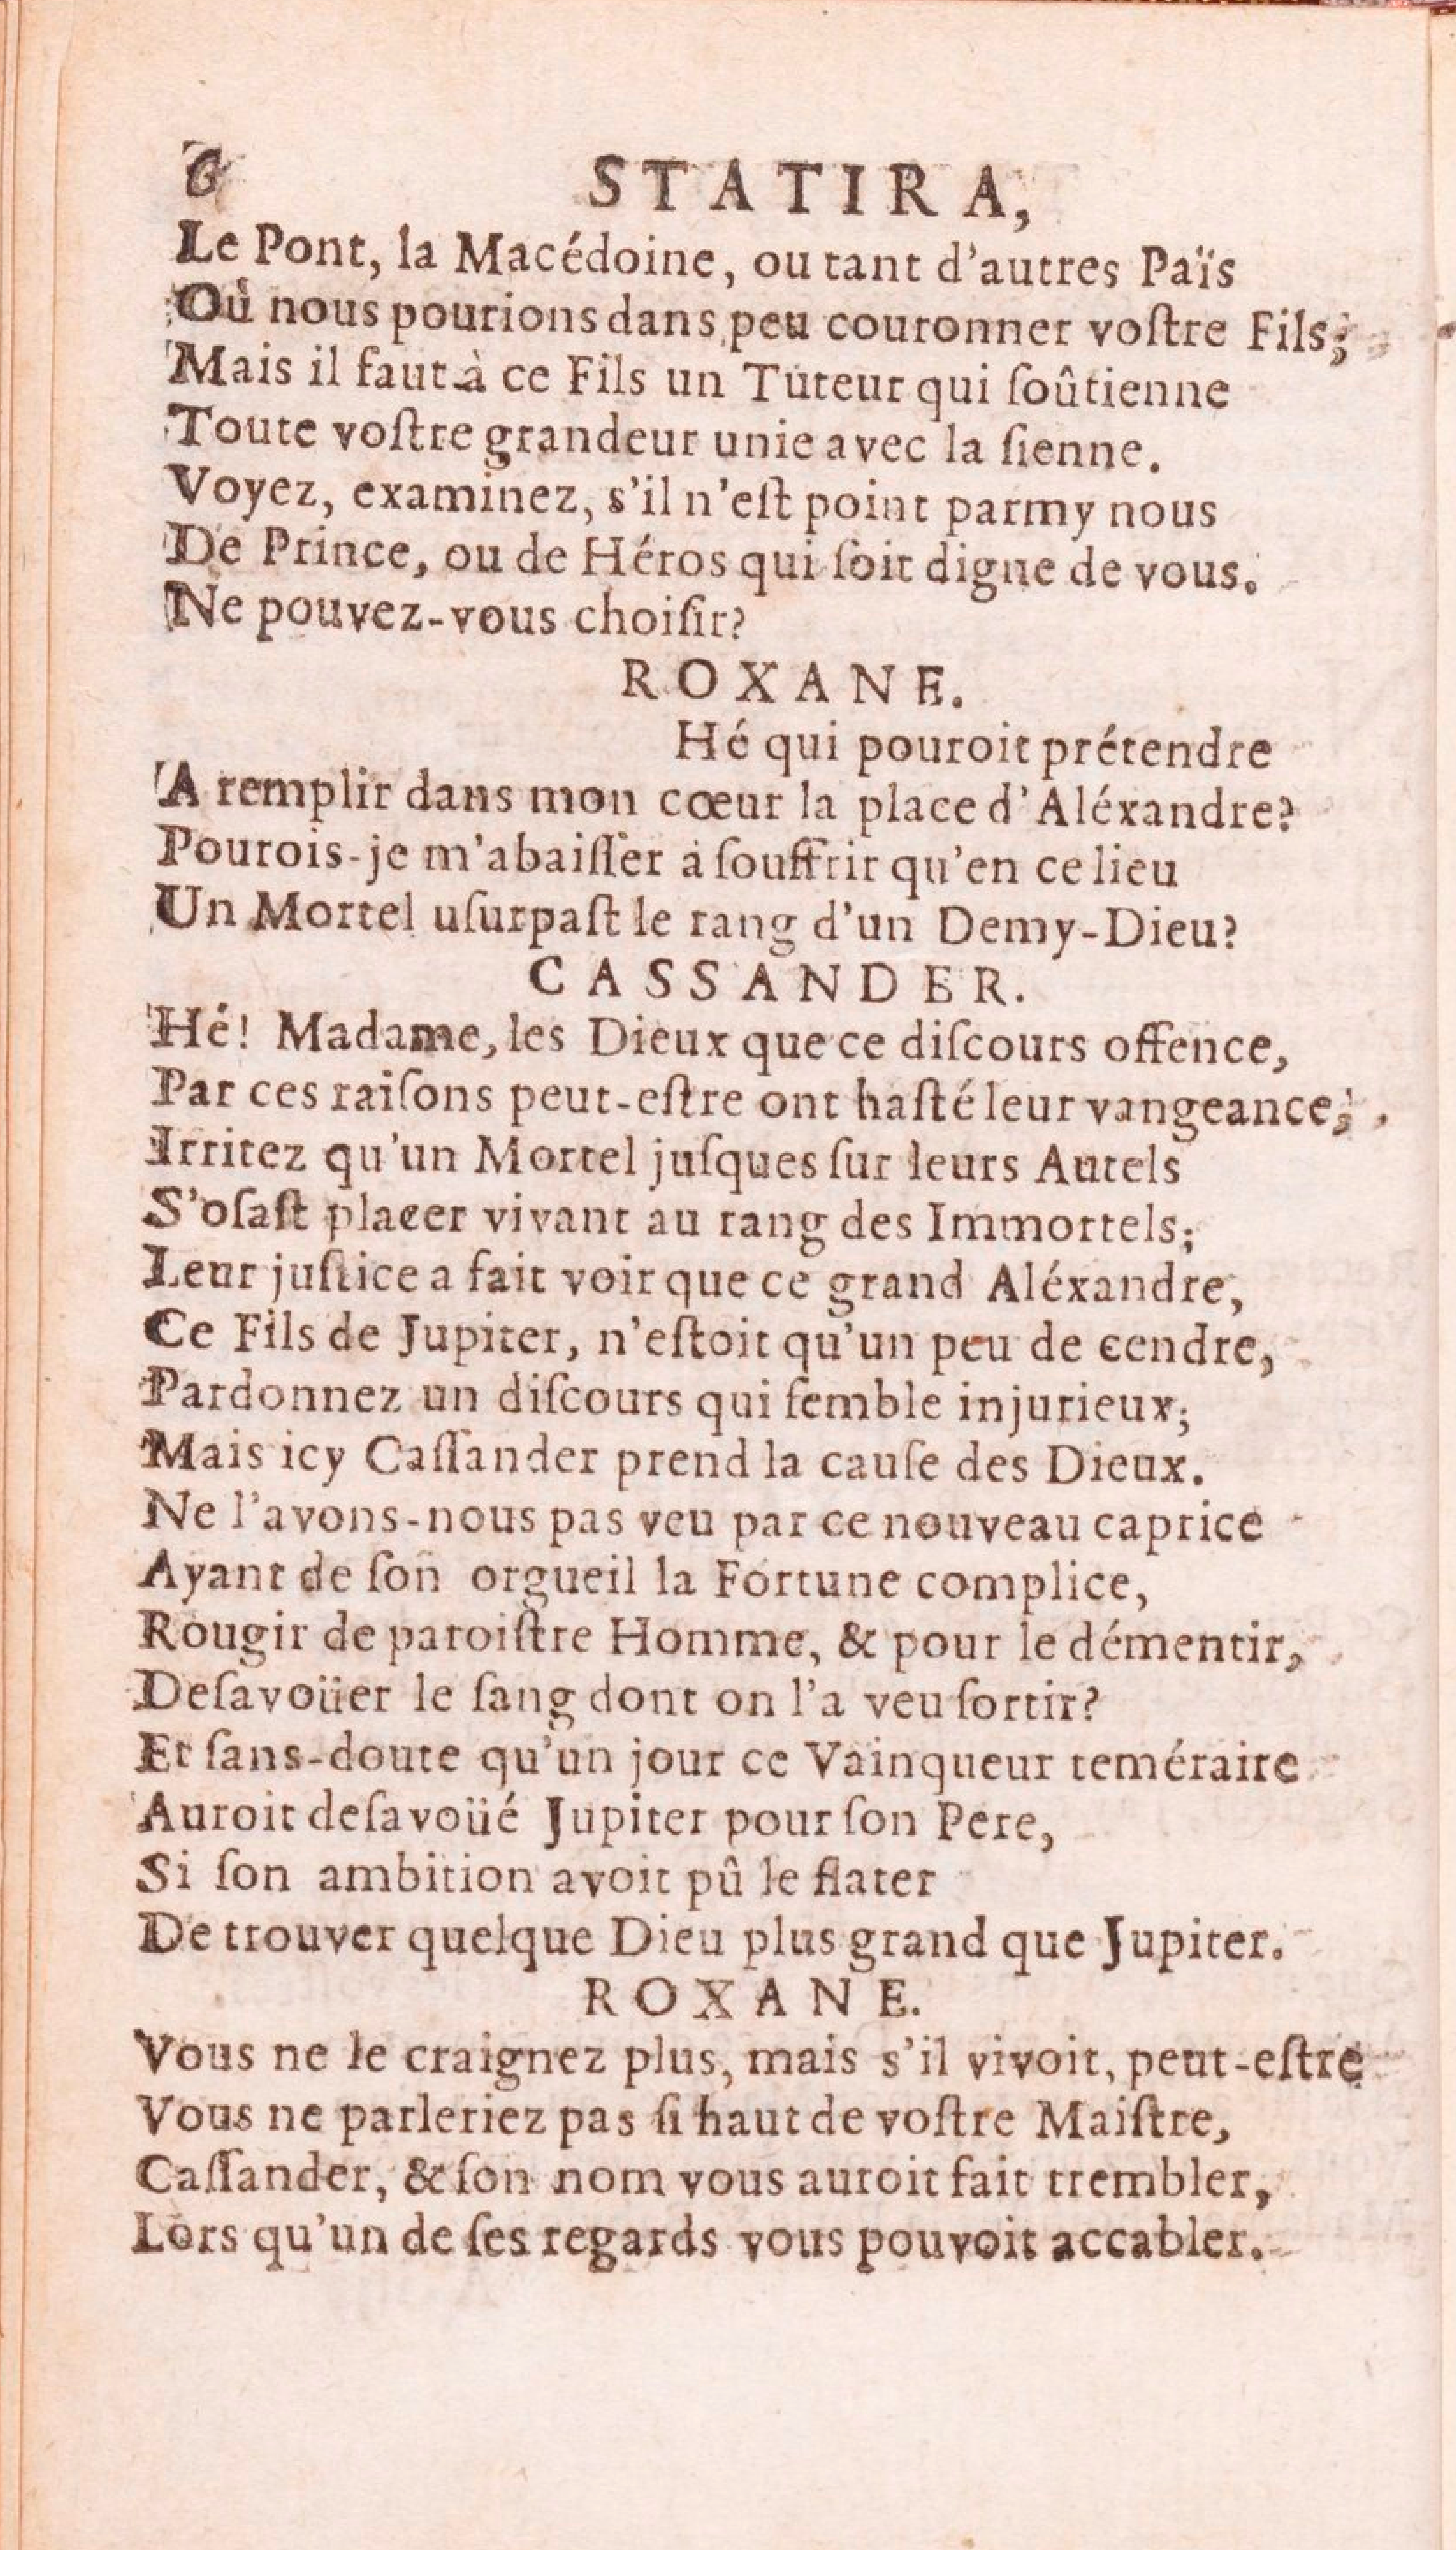 6 STATIRA,
Le Pont, la Macédoine, ou tant d'autres Païs
Où nous pourions dans peu couronner voſtre Fils;
Mais il faut à ce Fils un Tuteur qui ſoûtienne
Toute voſtre grandeur unie avec la ſienne.
Voyez, examinez, s'il n'eſt point parmy nous
De Prince, ou de Héros qui ſoit digne de vous.
Ne pouvez-vous choiſir?
ROXANE.
Hé qui pouroit prétendre
A remplir dans mon cœur la place d'Aléxandre?
Pourois-je m'abaiſſer à ſouffrir qu'en ce lieu
Un Mortel uſurpaſt le rang d'un Demy-Dieu?
CASSANDER.
Hé! Madame, les Dieux que ce diſcours offence,
Par ces raiſons peut-eſtre ont haſté leur vangeance;
Irritez qu'un Mortel juſques ſur leurs Autels
S'oſaſt placer vivant au rang des Immortels;
Leur juſtice a fait voir que ce grand Aléxandre,
Ce Fils de Jupiter, n'eſtoit qu'un peu de cendre,
Pardonnez un diſcours qui ſemble injurieux;
Mais icy Caſſander prend la cauſe des Dieux.
Ne l'avons-nous pas veu par ce nouveau caprice
Ayant de ſon orgueil la Fortune complice,
Rougir de paroiſtre Homme, & pour le démentir,
Deſavoüer le ſang dont on l'a veu ſortir?
Et ſans-doute qu'un jour ce Vainqueur teméraire
Auroit deſavoüé Jupiter pour ſon Pere,
Si ſon ambition avoit pû le flater
De trouver quelque Dieu plus grand que Jupiter.
ROXANE.
Vous ne le craignez plus, mais s'il vivoit, peut-eſtre
Vous ne parleriez pas ſi haut de voſtre Maiſtre,
Caſſander, & ſon nom vous auroit fait trembler,
Lors qu'un de ſes regards vous pouvoit accabler.